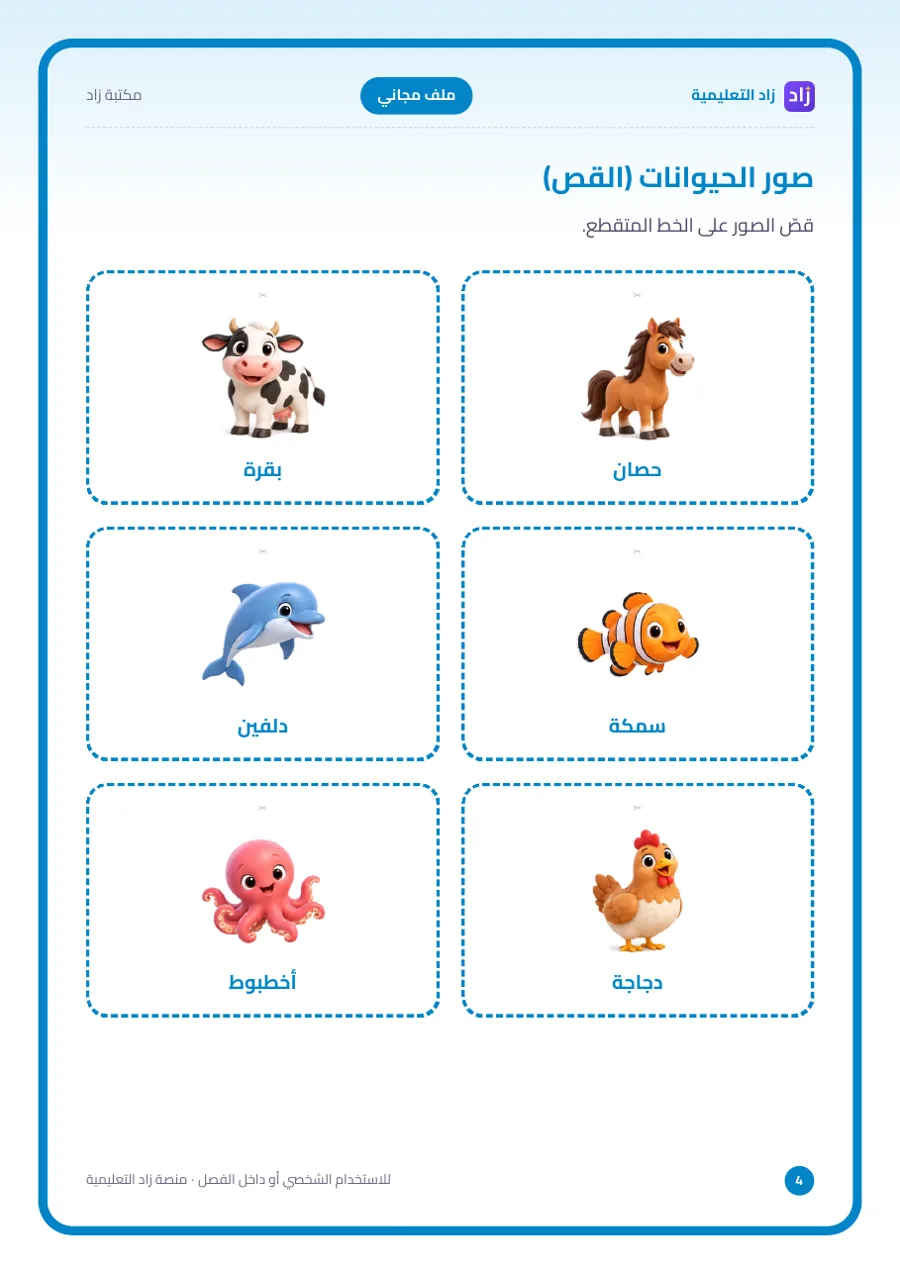 زاد
زاد التعليمية
ملف مجاني
مكتبة زاد
صور الحيوانات (القص)
قصّ الصور على الخط المتقطع.
حصان
بقرة
سمكة
دلفين
دجاجة
أخطبوط
4
للاستخدام الشخصي أو داخل الفصل · منصة زاد التعليمية